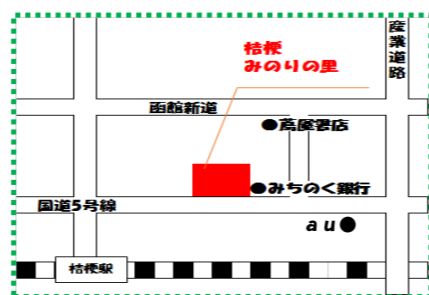 産業道路
桔梗
みのりの里
函館新道
●蔦屋書店
●みちのく銀行
国道5号線
au●
桔梗駅